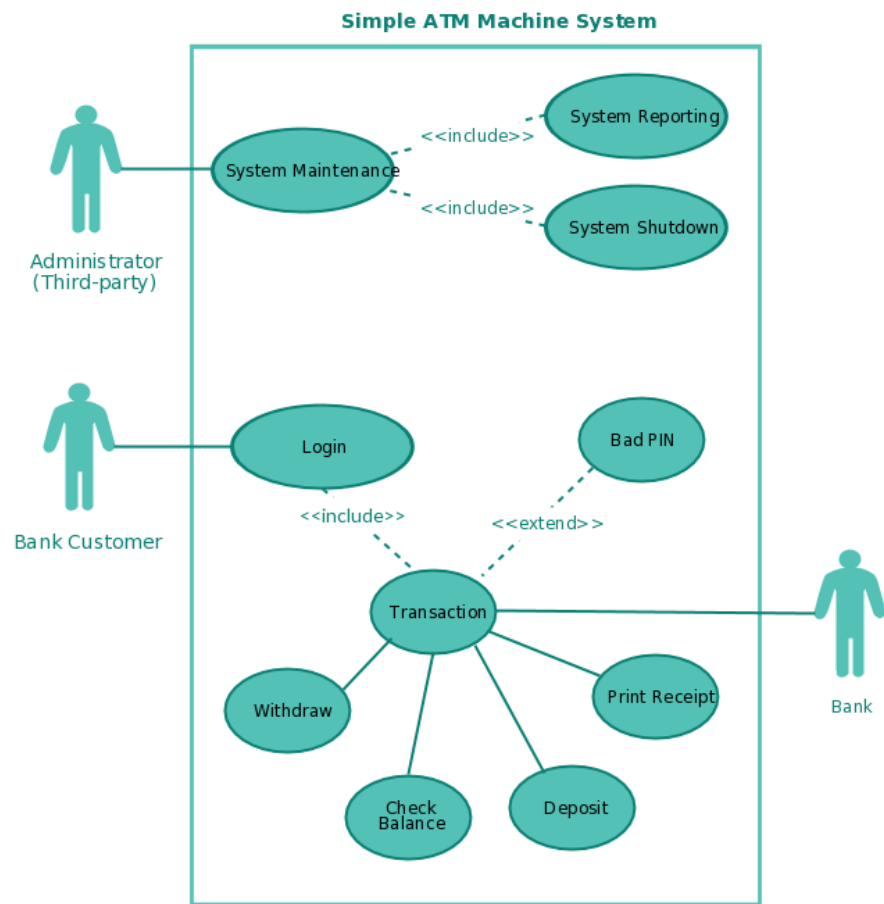 Simple ATM Machine System
System Reporting
<<include>>
System Maintenance
<<include>>
System Shutdown
Administrator
(Third-party)
Login
Bad PIN
<<include>>
<<extend>>
Bank Customer
Transaction
Withdraw
Print Receipt
Bank
Check
Balance
Deposit